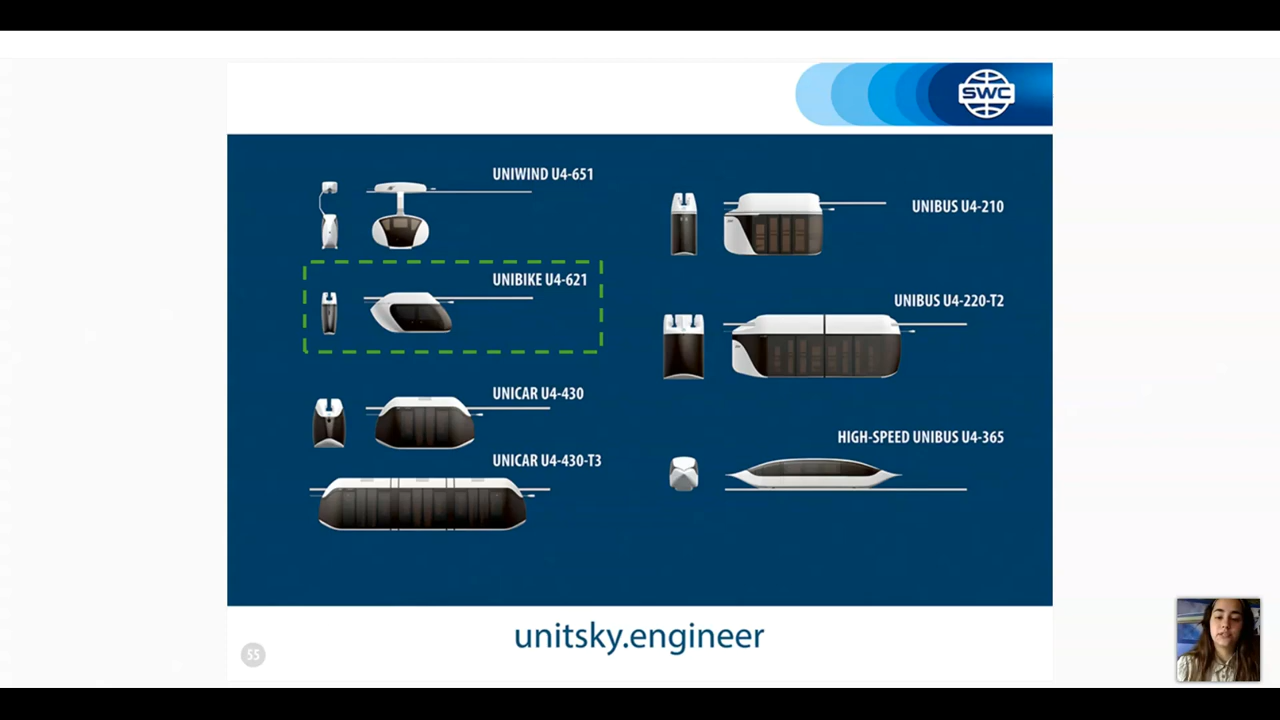 SWC
UNIWIND U4-651
UNIBIKE U4-621
UNICAR U4-430
UNICAR U4-430-T3
UNIBUS U4-210
UNIBUS U4-220-T2
HIGH-SPEED UNIBUS U4-365
unitsky.engineer
55